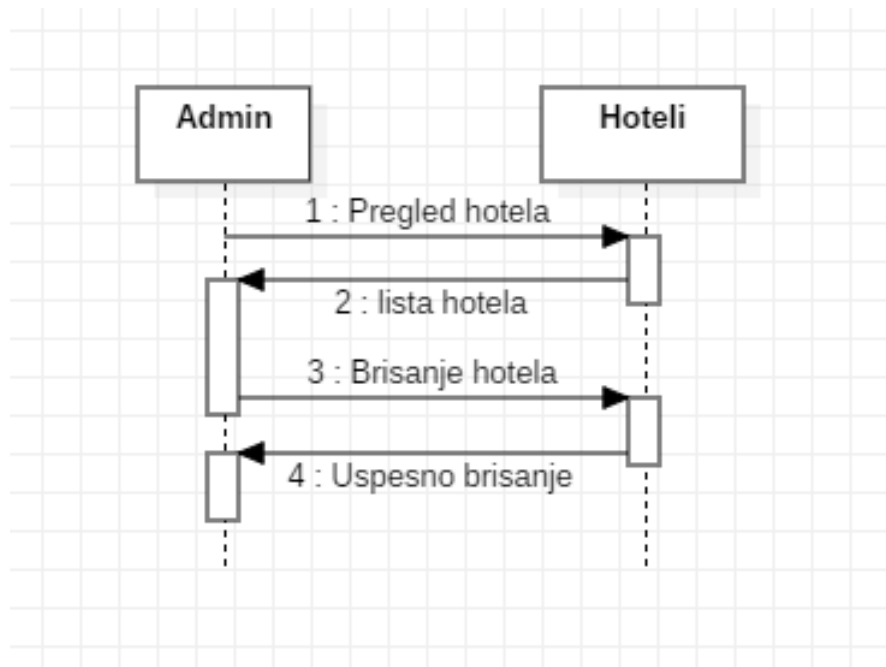 Admin
Hoteli
1 : Pregled hotela
2 : lista hotela
3 : Brisanje hotela
4 : Uspesno brisanje